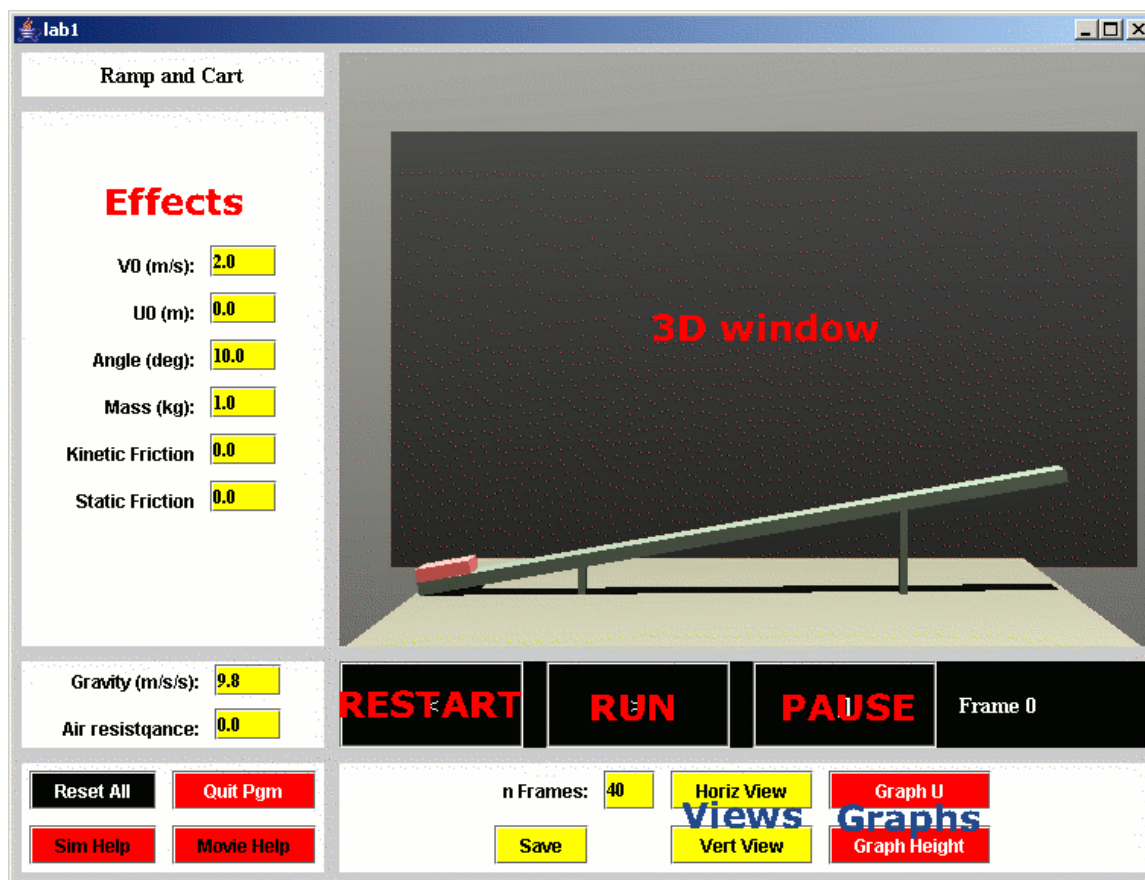 lab1
Ramp and Cart
Effects
V0 (m/s): 2.0
U0 (m): 0.0
Angle (deg): 10.0
Mass (kg): 1.0
Kinetic Friction 0.0
Static Friction 0.0
3D window
Gravity (m/s/s): 9.8
Air resistqance: 0.0
RESTART
RUN
PAUSE
Frame 0
Reset All
Quit Pgm
Sim Help
Movie Help
n Frames: 40
Save
Horiz View
Views
Vert View
Graph U
Graphs
Graph Height